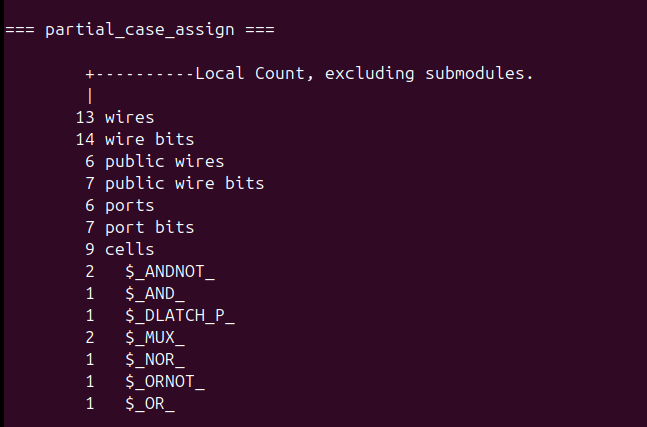 === partial_case_assign ===
+----------Local Count, excluding submodules.
|
13 wires
14 wire bits
6 public wires
7 public wire bits
6 ports
7 port bits
9 cells
2 $_ANDNOT_
1 $_AND_
1 $_DLATCH_P_
2 $_MUX_
1 $_NOR_
1 $_ORNOT_
1 $_OR_